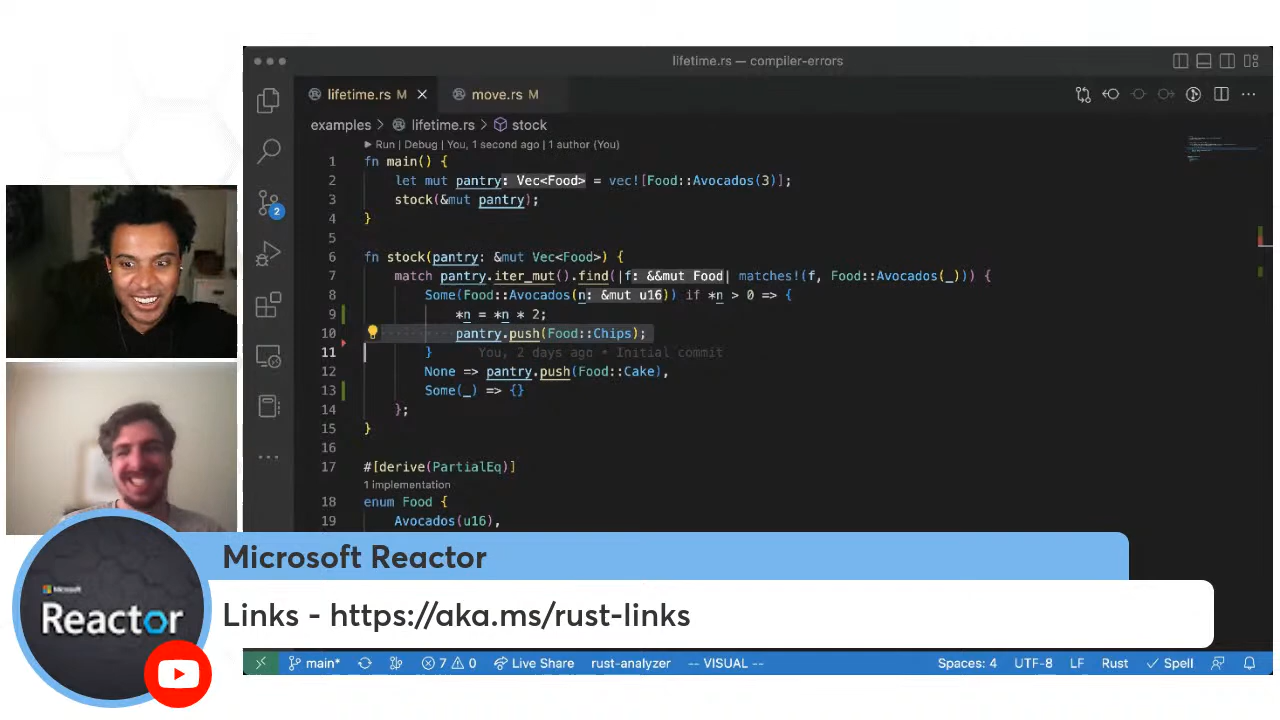 lifetime.rs — compiler-errors
lifetime.rs M
move.rs M
examples > lifetime.rs > stock
Run | Debug | You, 1 second ago | 1 author (You)
1 fn main() {
2 let mut pantry: Vec<Food> = vec![Food::Avocados(3)];
3 stock(&mut pantry);
4 }
5
6 fn stock(pantry: &mut Vec<Food>) {
7 match pantry.iter_mut().find(|f: &&mut Food| matches!(f, Food::Avocados(_))) {
8 Some(Food::Avocados(n: &mut u16)) if *n > 0 => {
9 *n = *n * 2;
10 pantry.push(Food::Chips);
11 } You, 2 days ago • Initial commit
12 None => pantry.push(Food::Cake),
13 Some(_) => {}
14 };
15 }
16
17 #[derive(PartialEq)]
1 implementation
18 enum Food {
19 Avocados(u16),
2
Microsoft Reactor
Links - https://aka.ms/rust-links
Microsoft
Reactor
main* 7 0 Live Share rust-analyzer -- VISUAL -- Spaces: 4 UTF-8 LF Rust Spell